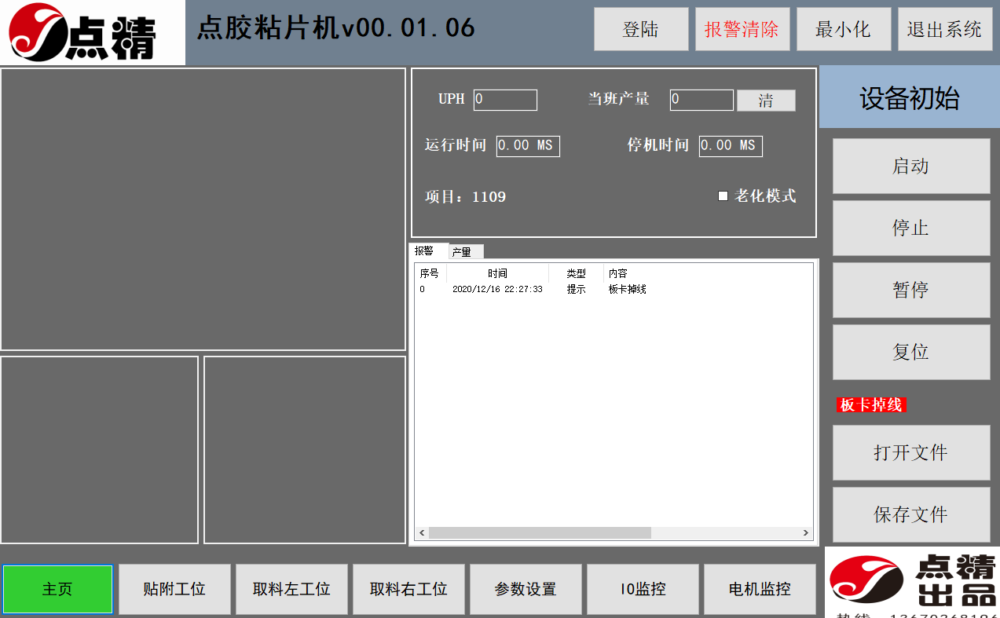 点精
点胶粘片机v00.01.06
登陆
报警清除
最小化
退出系统
UPH 0
当班产量 0
清
运行时间 0.00 MS
停机时间 0.00 MS
项目: 1109
老化模式
设备初始
启动
停止
暂停
复位
板卡掉线
打开文件
保存文件
报警 产量
序号 时间 类型 内容
0 2020/12/16 22:27:33 提示 板卡掉线
主页
贴附工位
取料左工位
取料右工位
参数设置
IO监控
电机监控
点精
出品